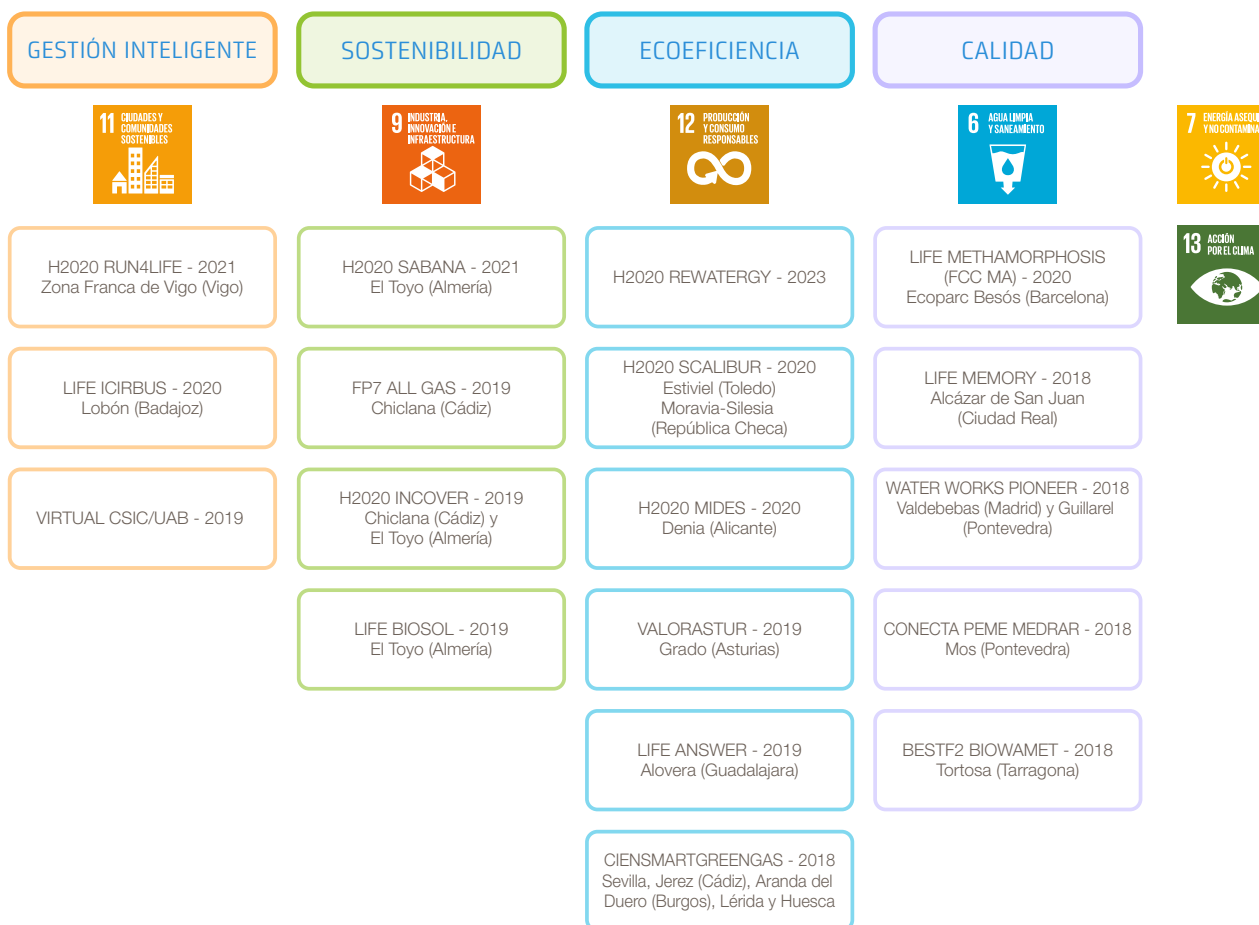 GESTIÓN INTELIGENTE
SOSTENIBILIDAD
ECOEFICIENCIA
CALIDAD
11 CIUDADES Y
COMUNIDADES
SOSTENIBLES
9 INDUSTRIA,
INNOVACIÓN E
INFRAESTRUCTURA
12 PRODUCCIÓN
Y CONSUMO
RESPONSABLES
6 AGUA LIMPIA
Y SANEAMIENTO
7 ENERGÍA
Y NO
13 ACCIÓN
POR EL CLIMA
H2020 RUN4LIFE - 2021
Zona Franca de Vigo (Vigo)
LIFE ICIRBUS - 2020
Lobón (Badajoz)
VIRTUAL CSIC/UAB - 2019
H2020 SABANA - 2021
El Toyo (Almería)
FP7 ALL GAS - 2019
Chiclana (Cádiz)
H2020 INCOVER - 2019
Chiclana (Cádiz) y
El Toyo (Almería)
LIFE BIOSOL - 2019
El Toyo (Almería)
H2020 REWATERGY - 2023
H2020 SCALIBUR - 2020
Estiviel (Toledo)
Moravia-Silesia
(República Checa)
H2020 MIDES - 2020
Denia (Alicante)
VALORASTUR - 2019
Grado (Asturias)
LIFE ANSWER - 2019
Alovera (Guadalajara)
CIENSMARTGREENGAS - 2018
Sevilla, Jerez (Cádiz), Aranda del
Duero (Burgos), Lérida y Huesca
LIFE METHAMORPHOSIS
(FCC MA) - 2020
Ecoparc Besós (Barcelona)
LIFE MEMORY - 2018
Alcázar de San Juan
(Ciudad Real)
WATER WORKS PIONEER - 2018
Valdebebas (Madrid) y Guillarel
(Pontevedra)
CONECTA PEME MEDRAR - 2018
Mos (Pontevedra)
BESTF2 BIOWAMET - 2018
Tortosa (Tarragona)